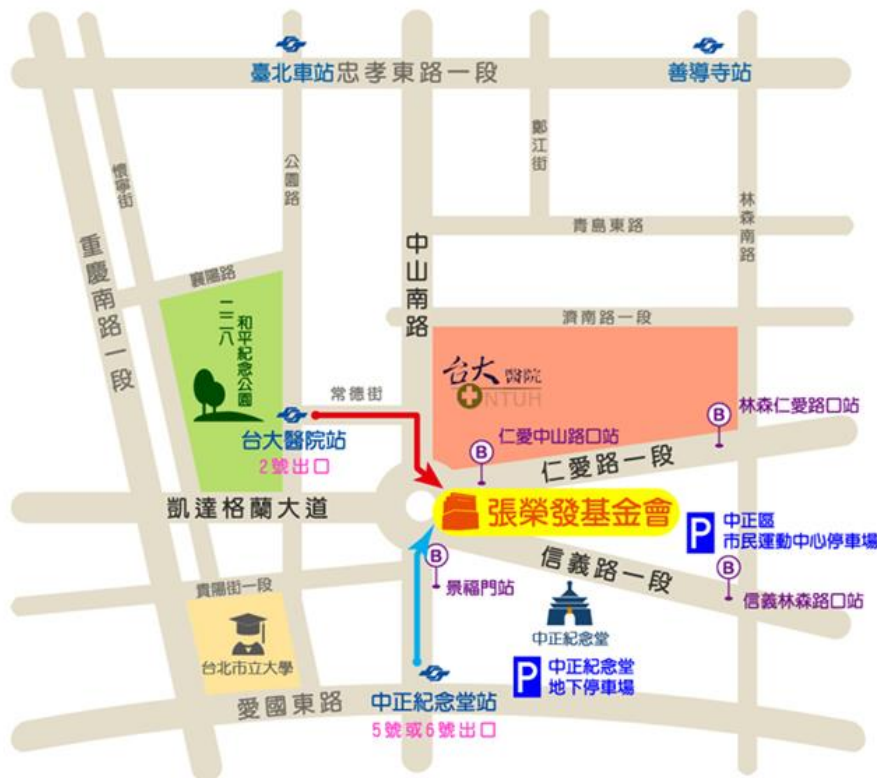 臺北車站
忠孝東路一段
善導寺站
懷寧街
公園路
鄭江街
林森南路
重慶南路一段
中山南路
青島東路
襄陽路
濟南路一段
二二八
和平紀念公園
台大醫院
NTUH
常德街
B
林森仁愛路口站
台大醫院站
2號出口
B
仁愛中山路口站
仁愛路一段
凱達格蘭大道
張榮發基金會
P
中正區
市民運動中心停車場
信義路一段
B
景福門站
B
信義林森路口站
貴陽街一段
台北市立大學
中正紀念堂
P
中正紀念堂
地下停車場
愛國東路
中正紀念堂站
5號或6號出口